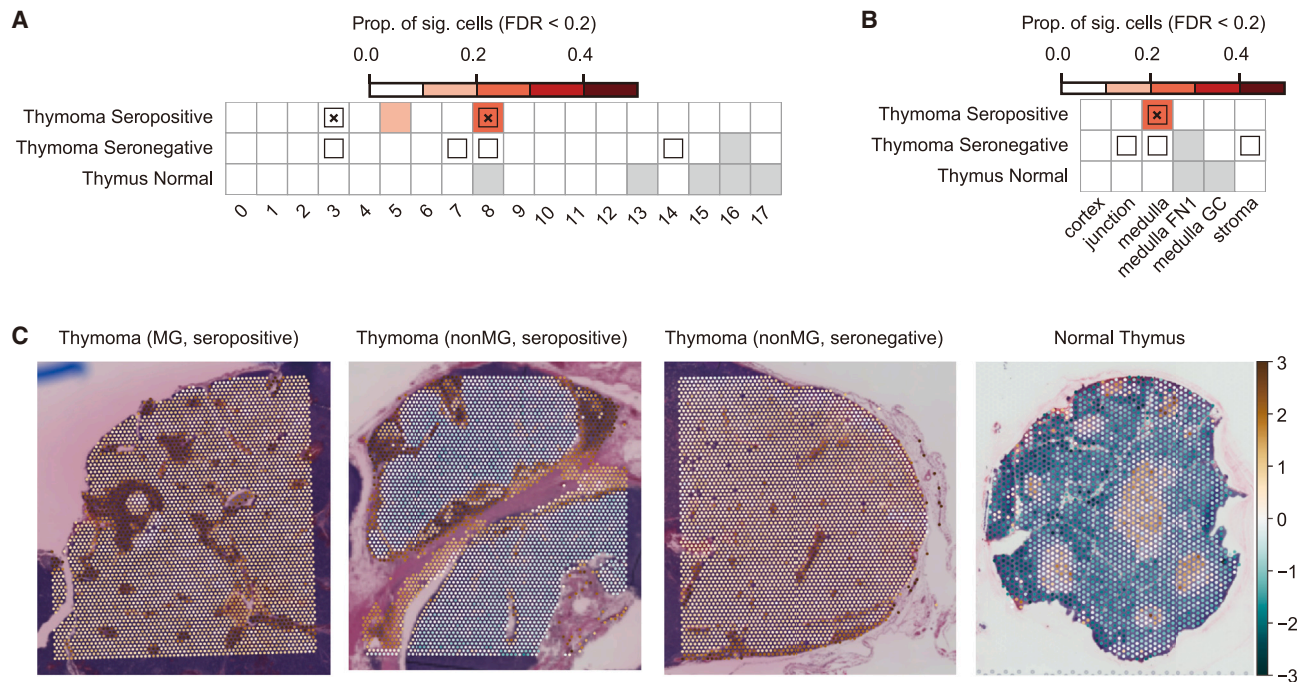 A
Prop. of sig. cells (FDR < 0.2)
0.0 0.2 0.4
Thymoma Seropositive
Thymoma Seronegative
Thymus Normal
0 1 2 3 4 5 6 7 8 9 10 11 12 13 14 15 16 17
B
Prop. of sig. cells (FDR < 0.2)
0.0 0.2 0.4
Thymoma Seropositive
Thymoma Seronegative
Thymus Normal
cortex
junction
medulla
medulla FN1
medulla GC
stroma
C
Thymoma (MG, seropositive)
Thymoma (nonMG, seropositive)
Thymoma (nonMG, seronegative)
Normal Thymus
3
2
1
0
−1
−2
−3